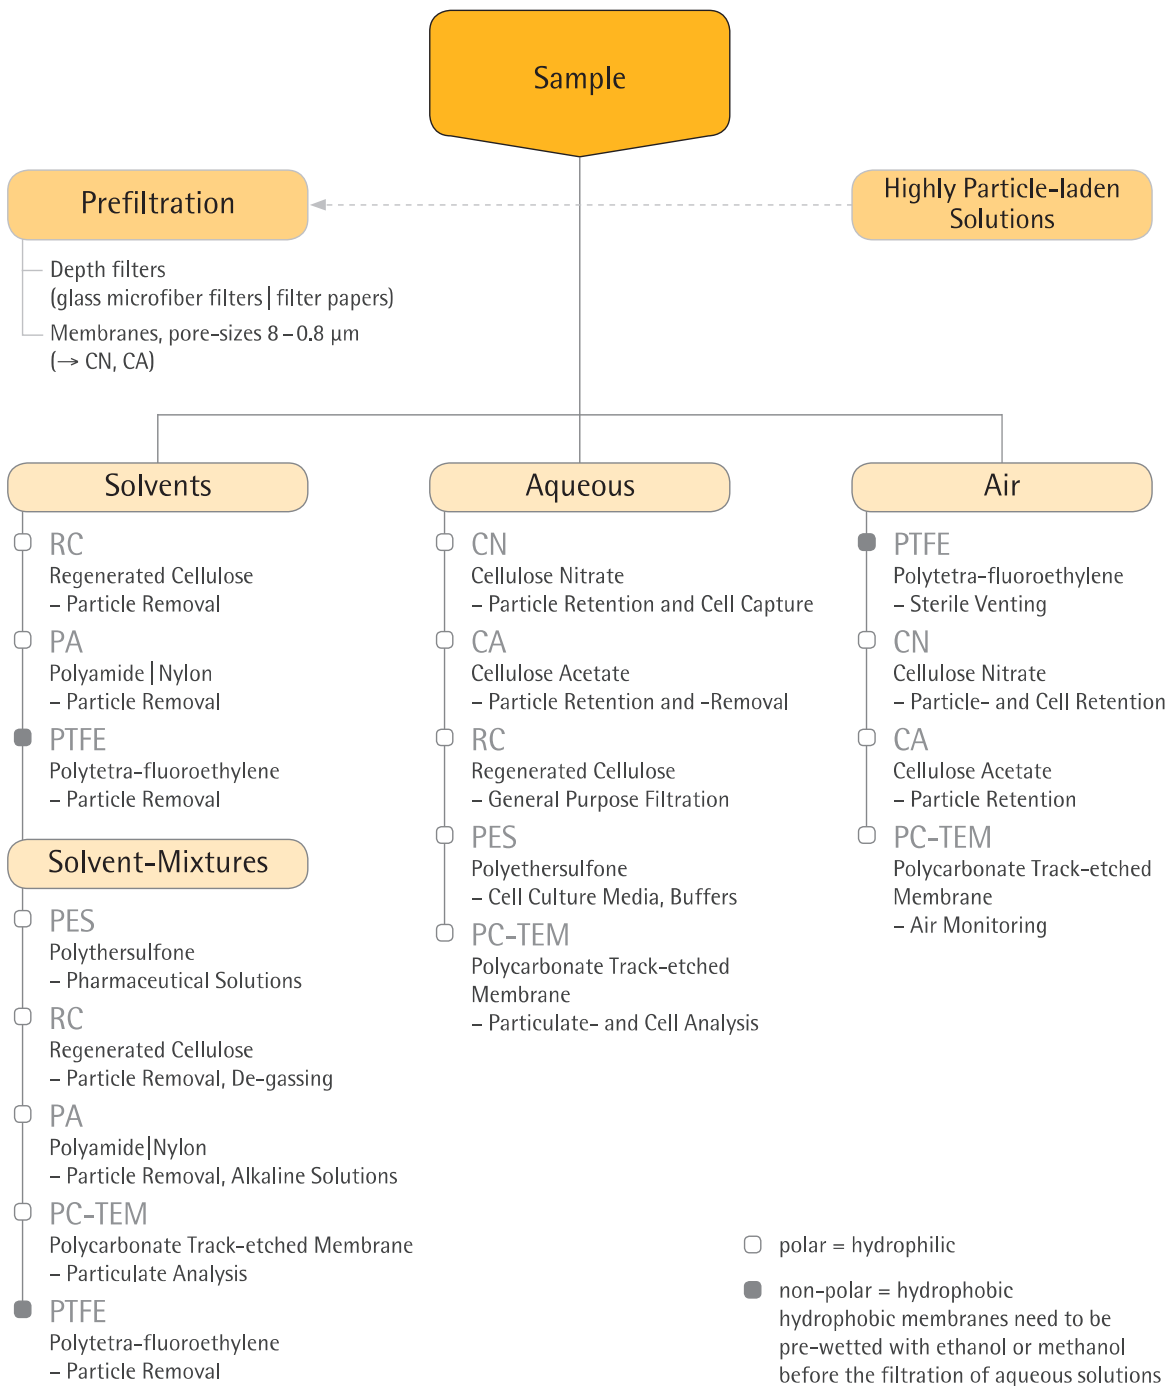 Sample
Prefiltration
Highly Particle-laden
Solutions
Depth filters
(glass microfiber filters | filter papers)
Membranes, pore-sizes 8 – 0.8 µm
(→ CN, CA)
Solvents
RC
Regenerated Cellulose
– Particle Removal
PA
Polyamide | Nylon
– Particle Removal
PTFE
Polytetra-fluoroethylene
– Particle Removal
Solvent-Mixtures
PES
Polythersulfone
– Pharmaceutical Solutions
RC
Regenerated Cellulose
– Particle Removal, De-gassing
PA
Polyamide|Nylon
– Particle Removal, Alkaline Solutions
PC-TEM
Polycarbonate Track-etched Membrane
– Particulate Analysis
PTFE
Polytetra-fluoroethylene
– Particle Removal
Aqueous
CN
Cellulose Nitrate
– Particle Retention and Cell Capture
CA
Cellulose Acetate
– Particle Retention and -Removal
RC
Regenerated Cellulose
– General Purpose Filtration
PES
Polyethersulfone
– Cell Culture Media, Buffers
PC-TEM
Polycarbonate Track-etched
Membrane
– Particulate- and Cell Analysis
Air
PTFE
Polytetra-fluoroethylene
– Sterile Venting
CN
Cellulose Nitrate
– Particle- and Cell Retention
CA
Cellulose Acetate
– Particle Retention
PC-TEM
Polycarbonate Track-etched
Membrane
– Air Monitoring
polar = hydrophilic
non-polar = hydrophobic
hydrophobic membranes need to be
pre-wetted with ethanol or methanol
before the filtration of aqueous solutions